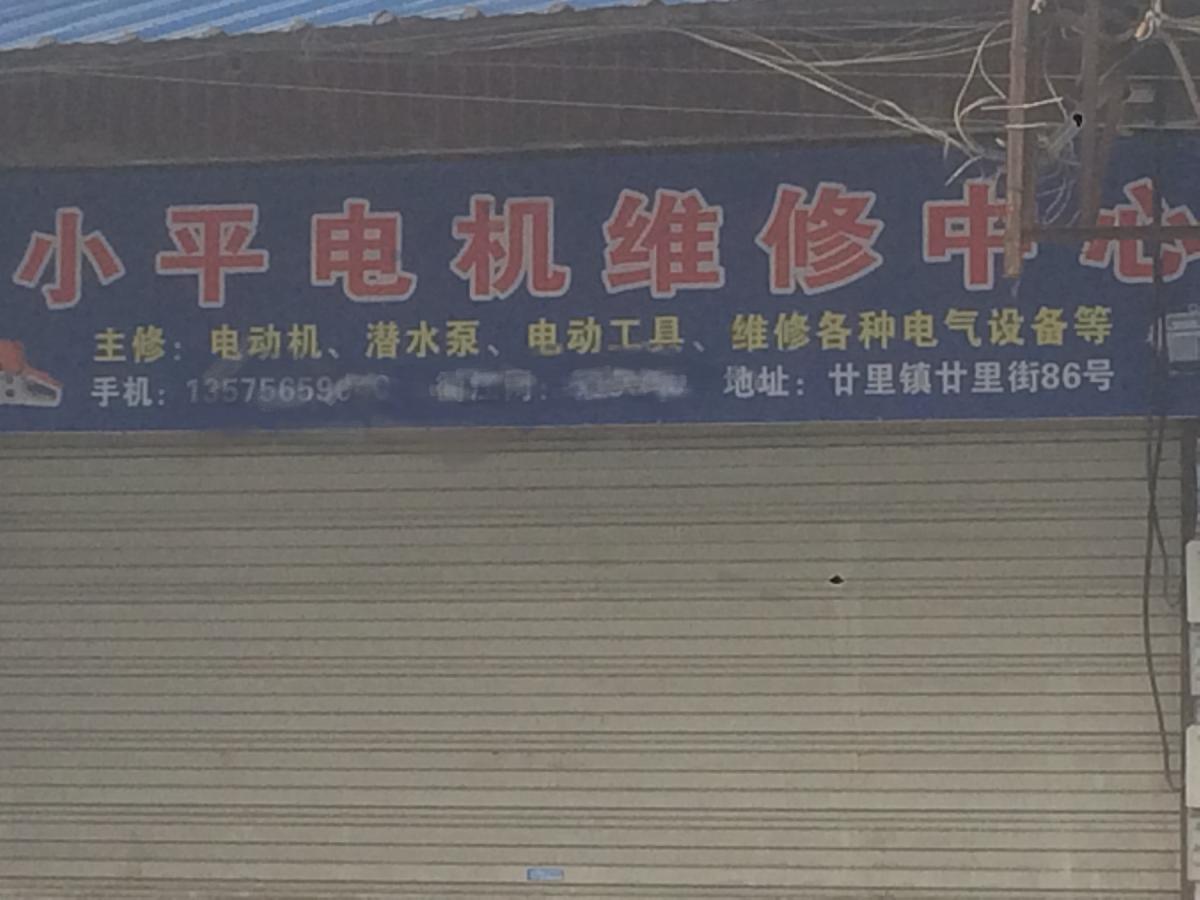 小平电机维修中心
主修：电动机、潜水泵、电动工具、维修各种电气设备等
手机：13575659 地址：廿里镇廿里街86号